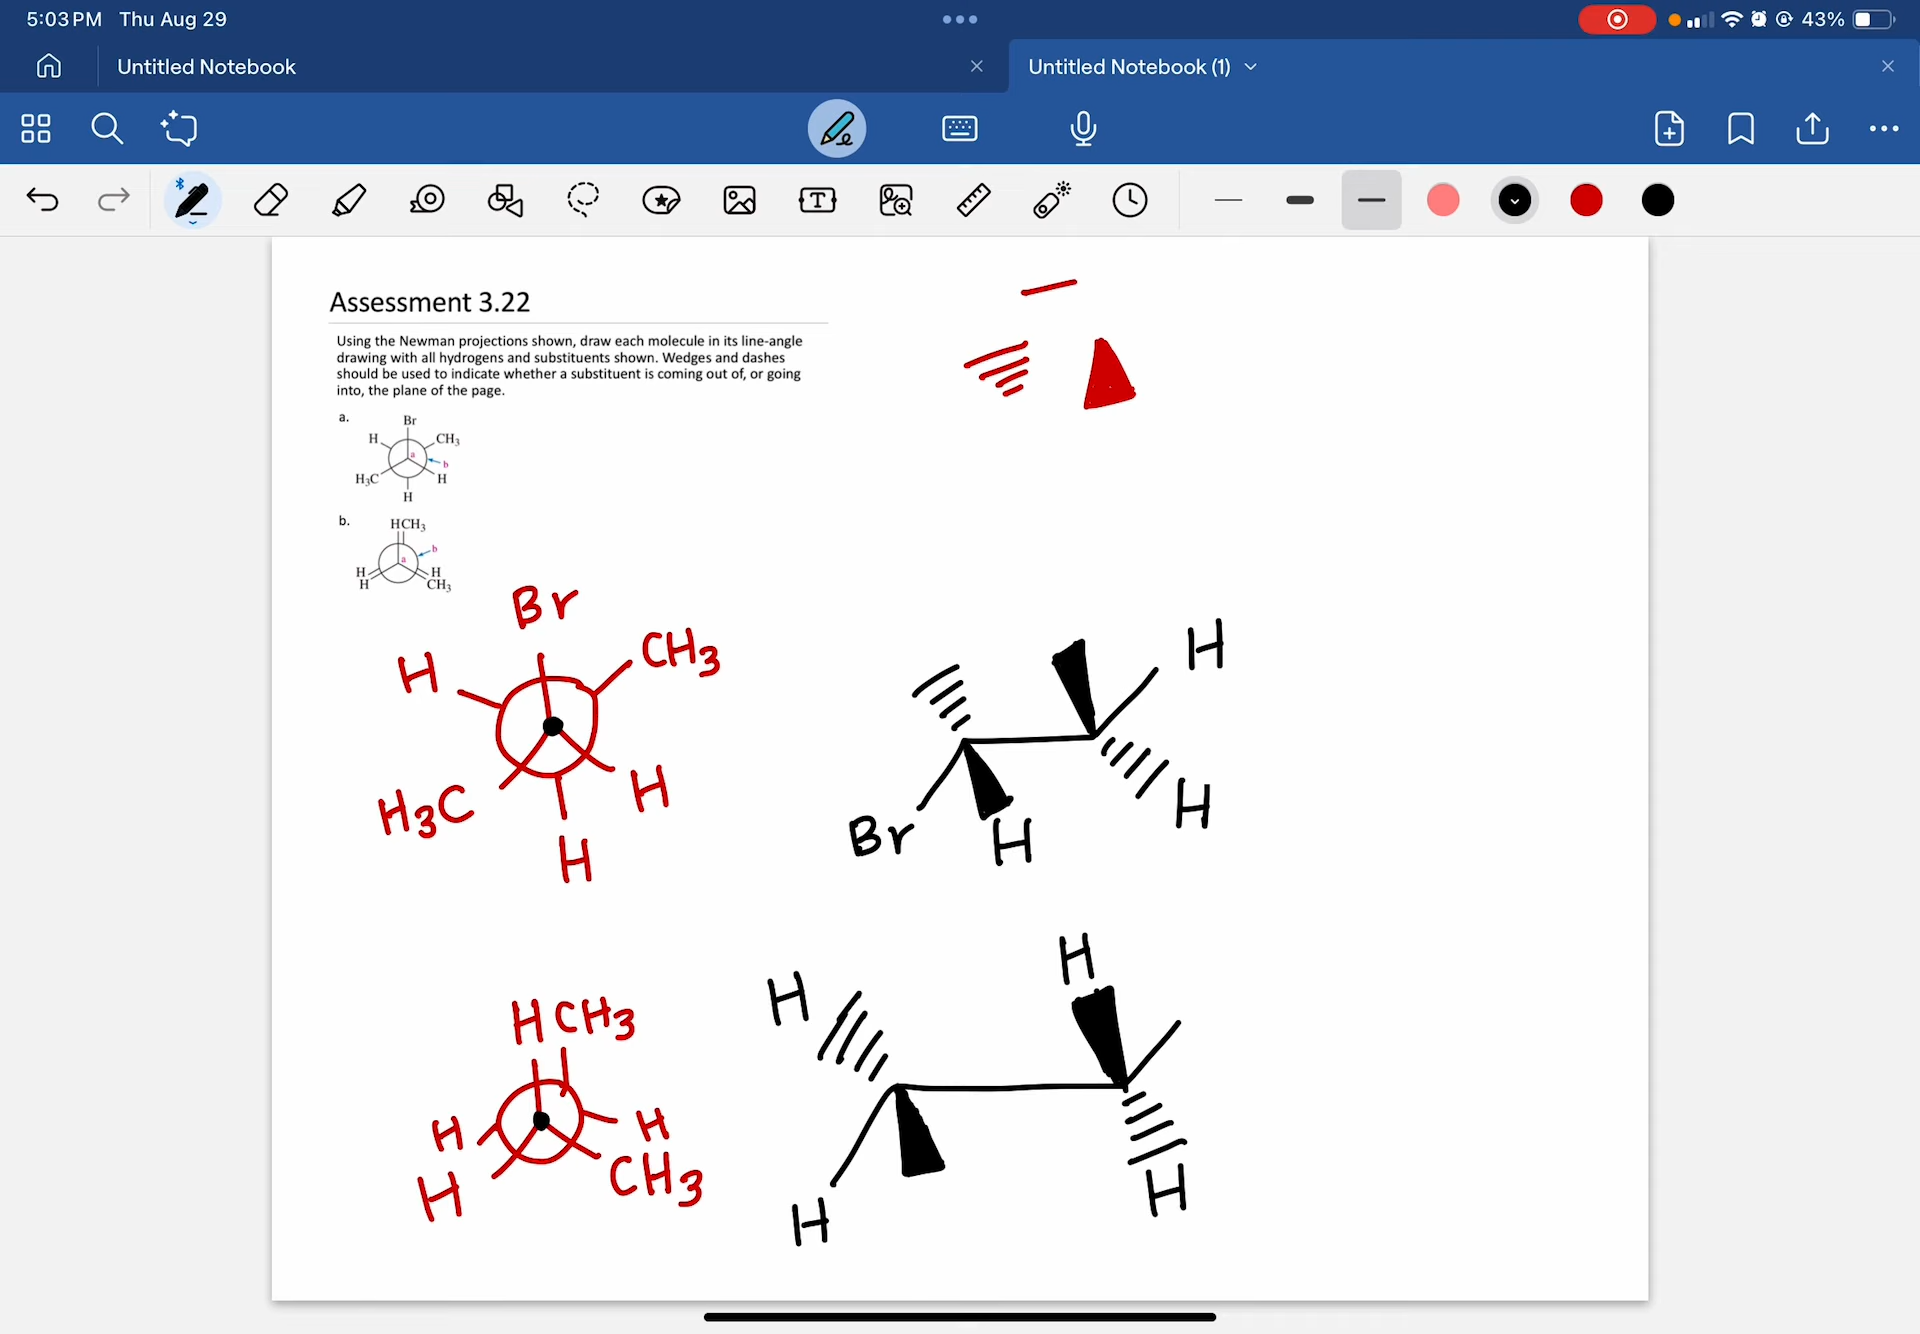 5:03 PM Thu Aug 29
43%
Untitled Notebook
Untitled Notebook (1)
Assessment 3.22
Using the Newman projections shown, draw each molecule in its line-angle
drawing with all hydrogens and substituents shown. Wedges and dashes
should be used to indicate whether a substituent is coming out of, or going
into, the plane of the page.
a.
Br
H
CH3
a
b
H3C
H
H
b.
HCH3
b
a
H
H
H
CH3
Br
H
CH3
H3C
H
H
H
Br
H
H
HCH3
H
H
H
CH3
H
H
H
H